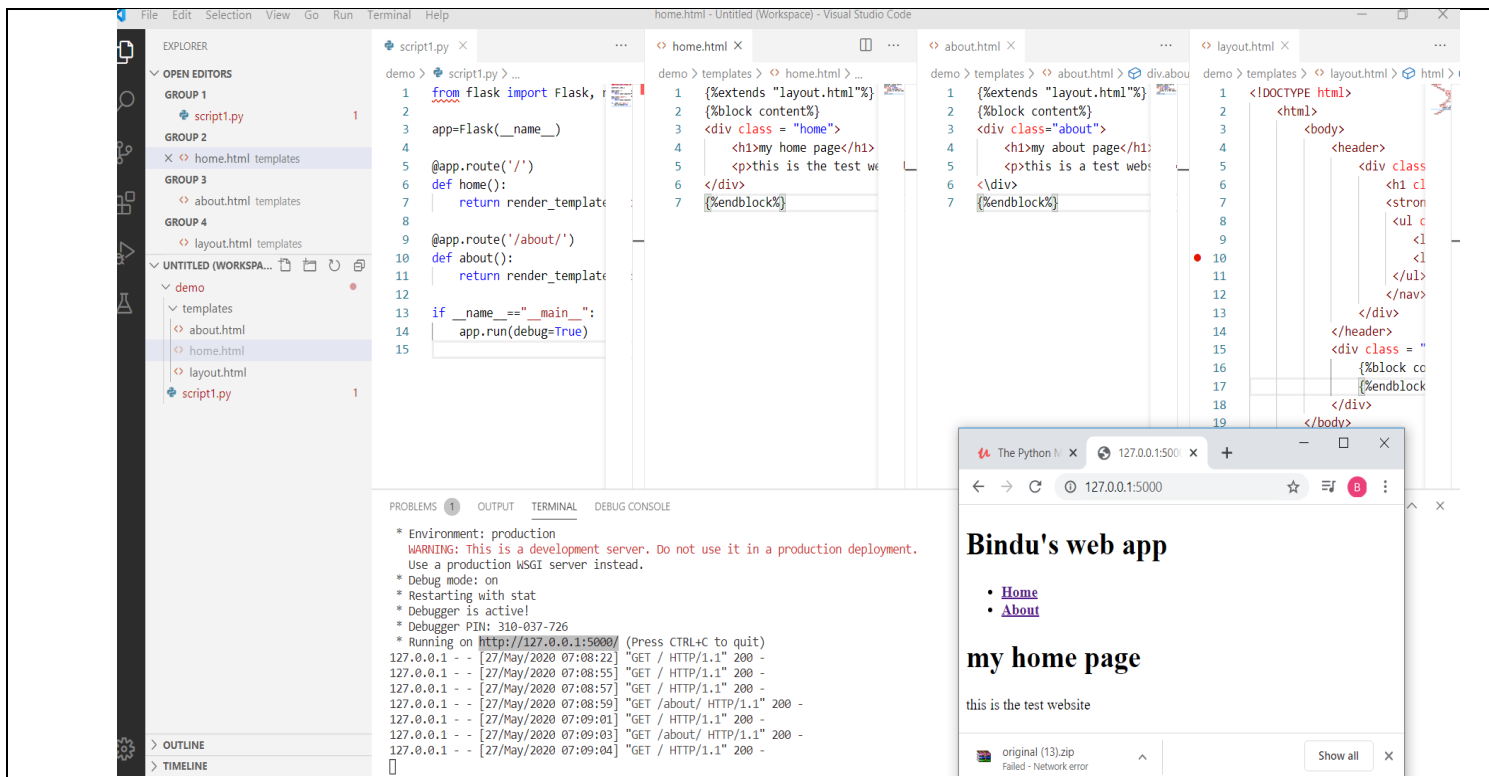 File Edit Selection View Go Run Terminal Help
home.html - Untitled (Workspace) - Visual Studio Code
EXPLORER
OPEN EDITORS
GROUP 1
script1.py 1
GROUP 2
home.html templates
GROUP 3
about.html templates
GROUP 4
layout.html templates
UNTITLED (WORKSPA...
demo
templates
about.html
home.html
layout.html
script1.py 1
OUTLINE
TIMELINE
script1.py
demo > script1.py > ...
1 from flask import Flask, r
2
3 app=Flask(__name__)
4
5 @app.route('/')
6 def home():
7 return render_template
8
9 @app.route('/about/')
10 def about():
11 return render_template
12
13 if __name__=="__main__":
14 app.run(debug=True)
15
home.html
demo > templates > home.html > ...
1 {%extends "layout.html"%}
2 {%block content%}
3 <div class = "home">
4 <h1>my home page</h1>
5 <p>this is the test we
6 </div>
7 {%endblock%}
about.html
demo > templates > about.html > div.abou
1 {%extends "layout.html"%}
2 {%block content%}
3 <div class="about">
4 <h1>my about page</h1>
5 <p>this is a test webs
6 <\div>
7 {%endblock%}
layout.html
demo > templates > layout.html > html >
1 <!DOCTYPE html>
2 <html>
3 <body>
4 <header>
5 <div class
6 <h1 cl
7 <stron
8 <ul c
9 <l
10 <l
11 </ul>
12 </nav>
13 </div>
14 </header>
15 <div class = "
16 {%block co
17 {%endblock
18 </div>
19 </body>
PROBLEMS 1 OUTPUT TERMINAL DEBUG CONSOLE
* Environment: production
WARNING: This is a development server. Do not use it in a production deployment.
Use a production WSGI server instead.
* Debug mode: on
* Restarting with stat
* Debugger is active!
* Debugger PIN: 310-037-726
* Running on http://127.0.0.1:5000/ (Press CTRL+C to quit)
127.0.0.1 - - [27/May/2020 07:08:22] "GET / HTTP/1.1" 200 -
127.0.0.1 - - [27/May/2020 07:08:55] "GET / HTTP/1.1" 200 -
127.0.0.1 - - [27/May/2020 07:08:57] "GET / HTTP/1.1" 200 -
127.0.0.1 - - [27/May/2020 07:08:59] "GET /about/ HTTP/1.1" 200 -
127.0.0.1 - - [27/May/2020 07:09:01] "GET / HTTP/1.1" 200 -
127.0.0.1 - - [27/May/2020 07:09:03] "GET /about/ HTTP/1.1" 200 -
127.0.0.1 - - [27/May/2020 07:09:04] "GET / HTTP/1.1" 200 -
The Python M
127.0.0.1:500
127.0.0.1:5000
B
Bindu's web app
Home
About
my home page
this is the test website
original (13).zip
Failed - Network error
Show all